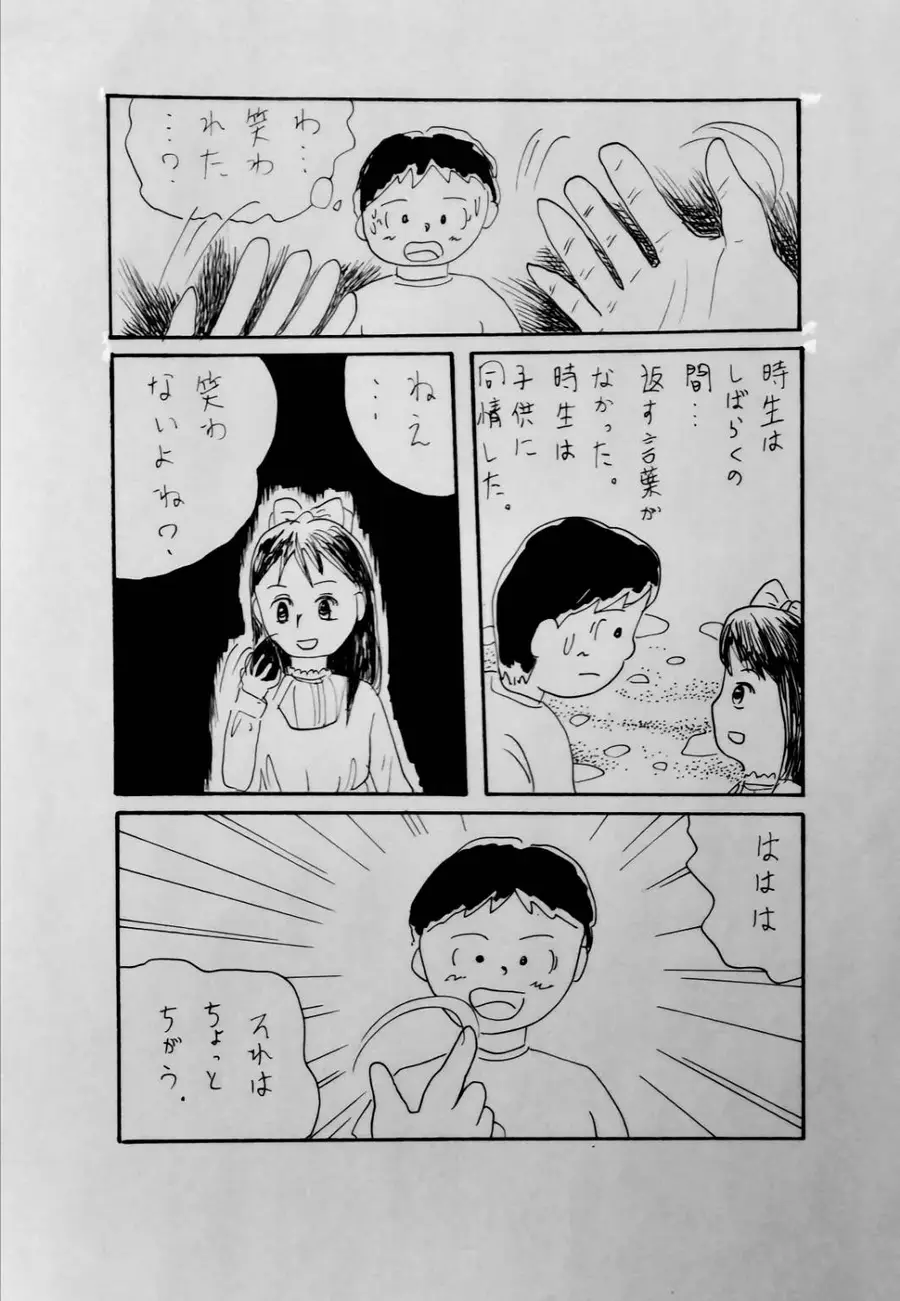 わ…
笑わ
れた
…?
時生は
しばらくの
間…
返す言葉が
なかった。
時生は
子供に
同情した。
ねえ
…
笑わ
ないよね?
ははは
それは
ちょっと
ちがう.